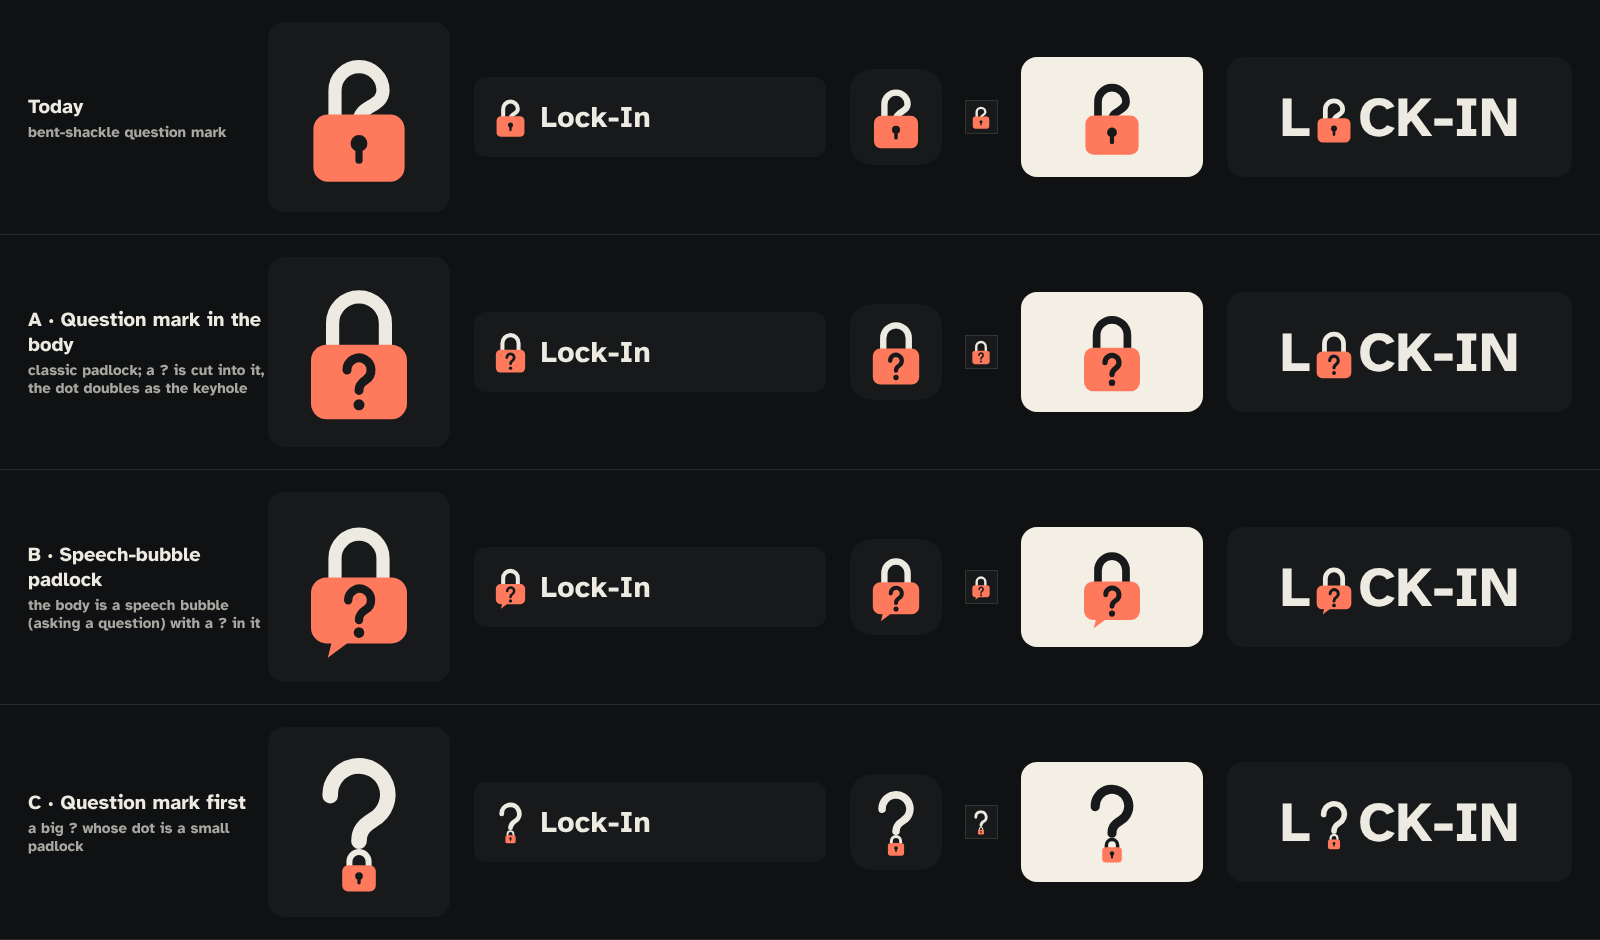 Today
bent-shackle question mark
Lock-In
L CK-IN
A · Question mark in the
body
classic padlock; a ? is cut into it,
the dot doubles as the keyhole
?
Lock-In
?
?
?
L ? CK-IN
B · Speech-bubble
padlock
the body is a speech bubble
(asking a question) with a ? in it
?
Lock-In
?
?
?
L ? CK-IN
C · Question mark first
a big ? whose dot is a small
padlock
?
Lock-In
?
?
?
L ? CK-IN